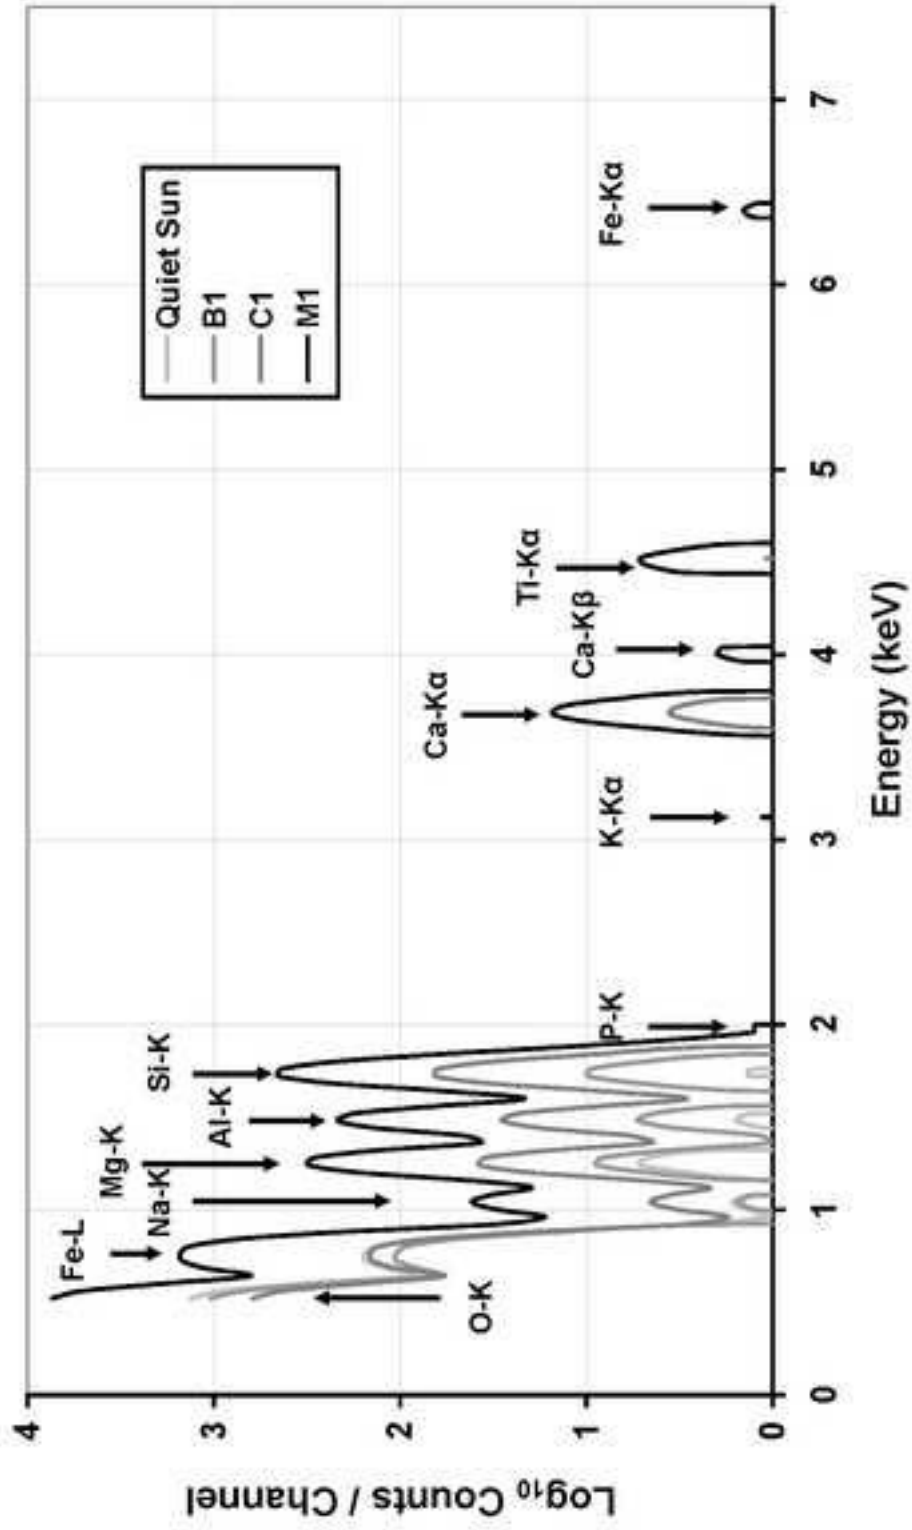 Log₁₀ Counts / Channel
4
3
2
1
0
Quiet Sun
B1
C1
M1
Fe-L
O-K
Na-K
Mg-K
Al-K
Si-K
P-K
K-Kα
Ca-Kα
Ca-Kβ
Ti-Kα
Fe-Kα
0
1
2
3
4
5
6
7
Energy (keV)